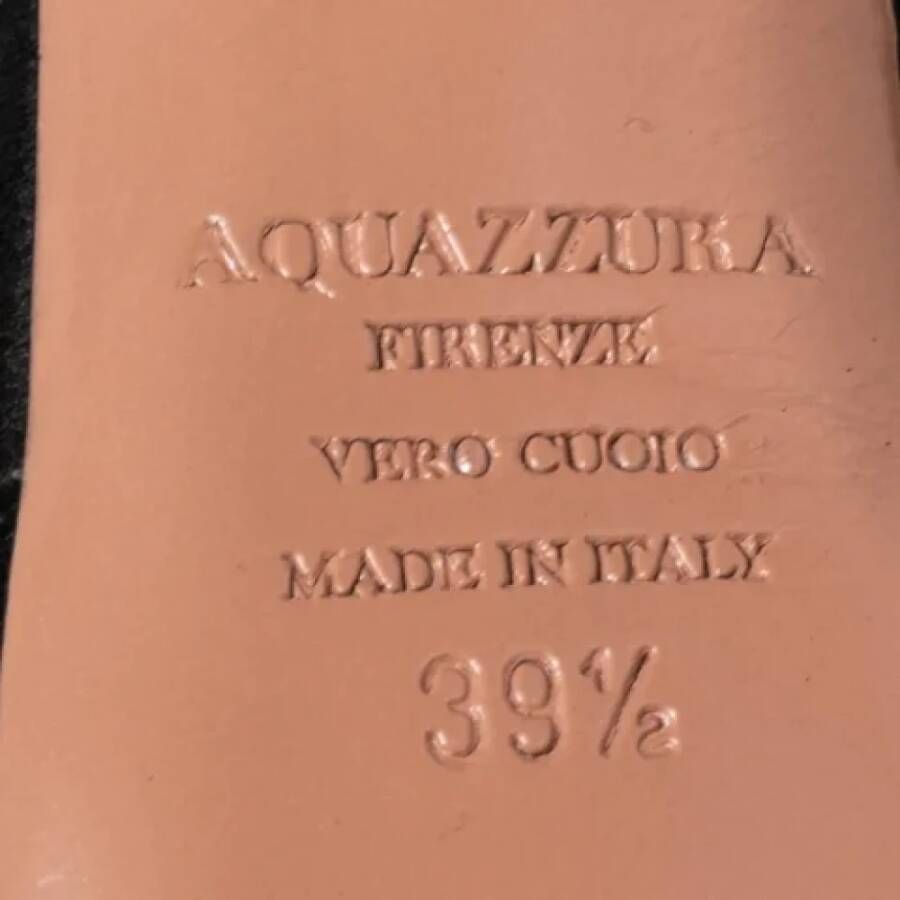 AQUAZZURA
FIRENZE
VERO CUOIO
MADE IN ITALY
39½